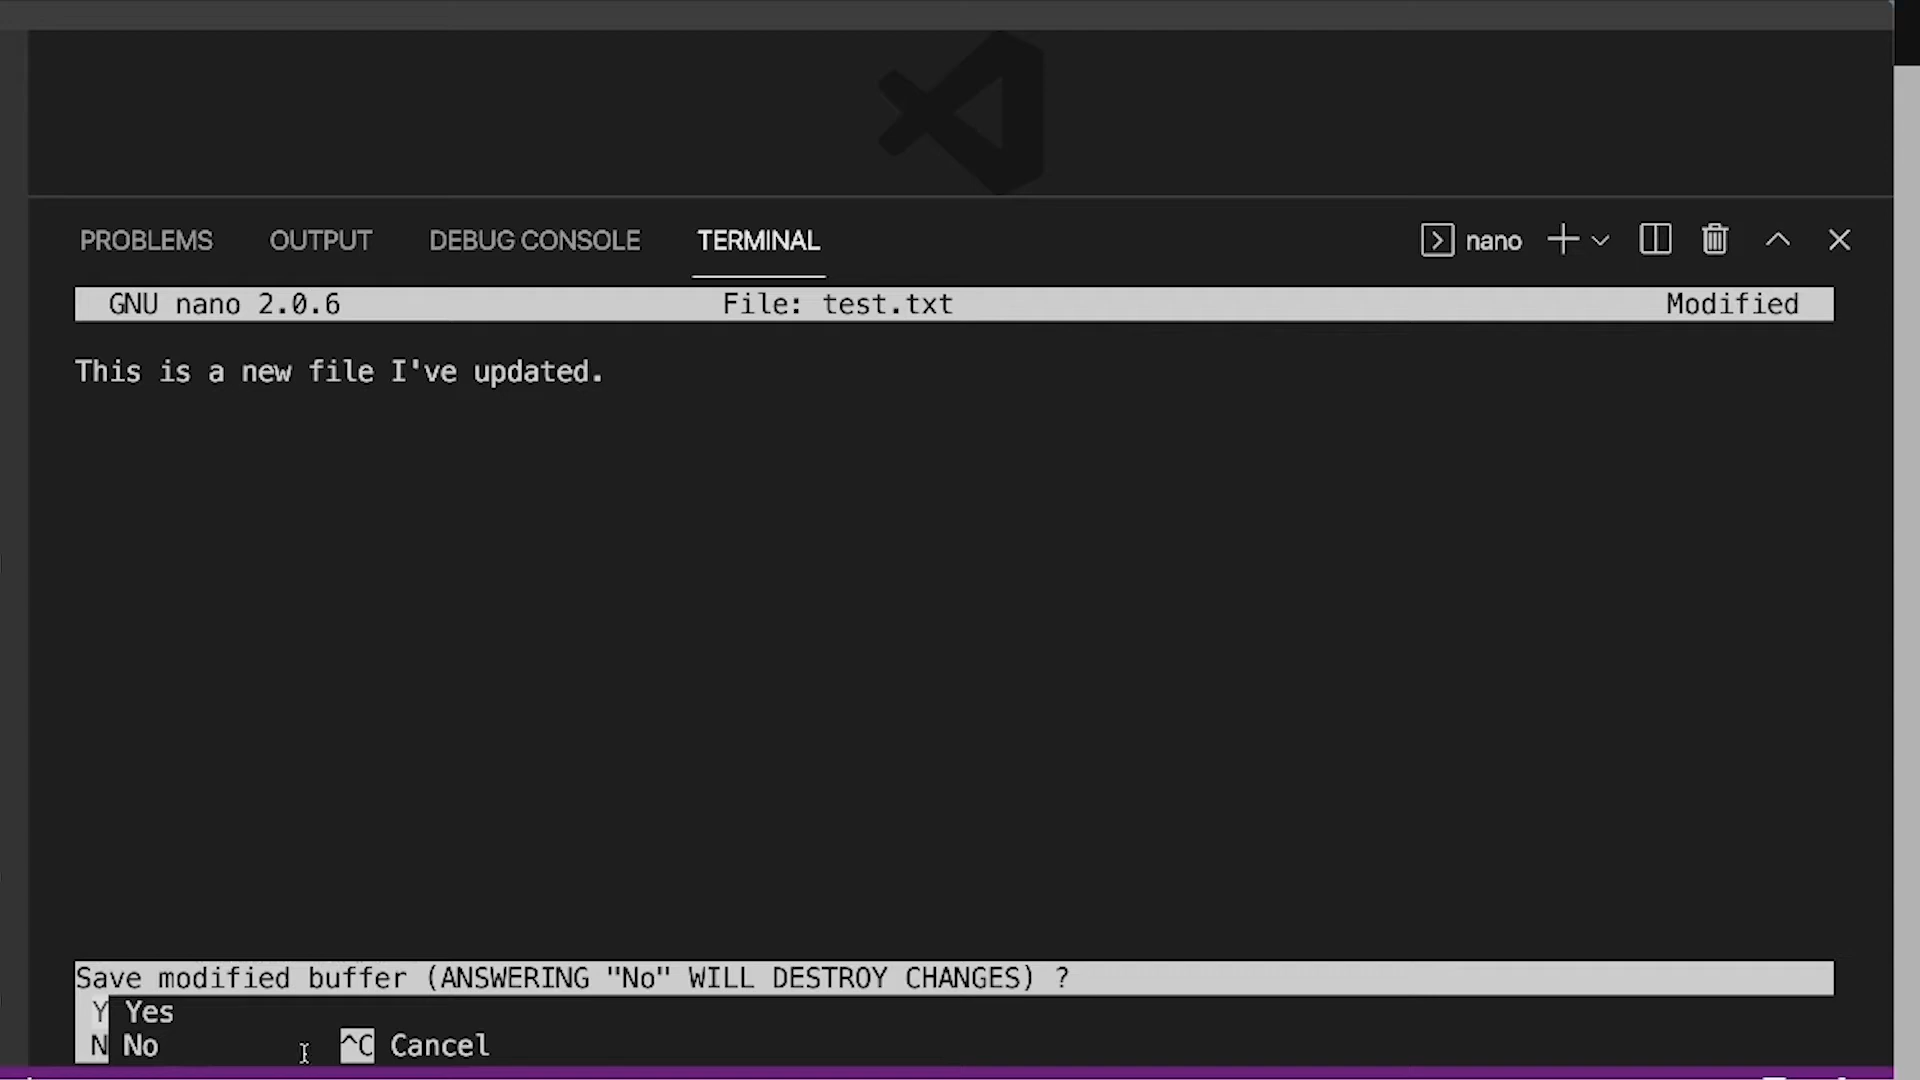 PROBLEMS OUTPUT DEBUG CONSOLE TERMINAL nano
GNU nano 2.0.6 File: test.txt Modified
This is a new file I've updated.
Save modified buffer (ANSWERING "No" WILL DESTROY CHANGES) ?
Y Yes
N No ^C Cancel